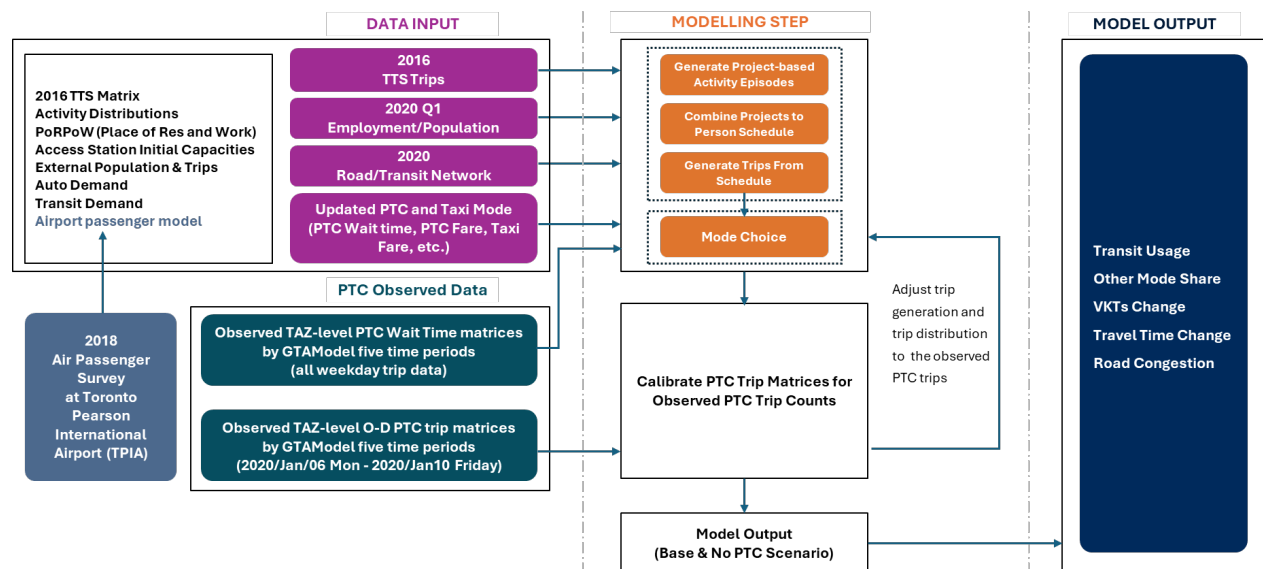 DATA INPUT
2016 TTS Matrix
Activity Distributions
PoRPoW (Place of Res and Work)
Access Station Initial Capacities
External Population & Trips
Auto Demand
Transit Demand
Airport passenger model
2016
TTS Trips
2020 Q1
Employment/Population
2020
Road/Transit Network
Updated PTC and Taxi Mode
(PTC Wait time, PTC Fare, Taxi
Fare, etc.)
PTC Observed Data
2018
Air Passenger
Survey
at Toronto
Pearson
International
Airport (TPIA)
Observed TAZ-level PTC Wait Time matrices
by GTAModel five time periods
(all weekday trip data)
Observed TAZ-level O-D PTC trip matrices
by GTAModel five time periods
(2020/Jan/06 Mon - 2020/Jan10 Friday)
MODELLING STEP
Generate Project-based
Activity Episodes
Combine Projects to
Person Schedule
Generate Trips From
Schedule
Mode Choice
Calibrate PTC Trip Matrices for
Observed PTC Trip Counts
Adjust trip
generation and
trip distribution
to the observed
PTC trips
Model Output
(Base & No PTC Scenario)
MODEL OUTPUT
Transit Usage
Other Mode Share
VKTs Change
Travel Time Change
Road Congestion